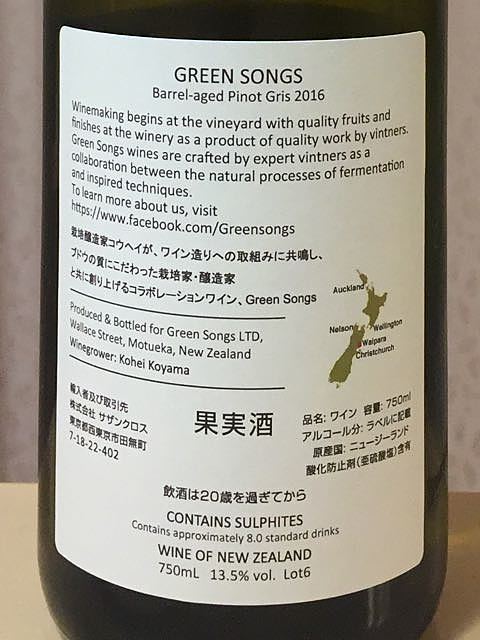 GREEN SONGS
Barrel-aged Pinot Gris 2016
Winemaking begins at the vineyard with quality fruits and
finishes at the winery as a product of quality work by vintners.
Green Songs wines are crafted by expert vintners as a
collaboration between the natural processes of fermentation
and inspired techniques.
To learn more about us, visit
https://www.facebook.com/Greensongs
栽培醸造家コウヘイが、ワイン造りへの取組みに共鳴し、
ブドウの質にこだわった栽培家・醸造家
と共に創り上げるコラボレーションワイン、Green Songs
Auckland
Nelson
Wellington
Waipara
Christchurch
Produced & Bottled for Green Songs LTD,
Wallace Street, Motueka, New Zealand
Winegrower: Kohei Koyama
輸入者及び取引先
株式会社 サザンクロス
東京都西東京市田無町
7-18-22-402
果実酒
品名: ワイン 容量: 750ml
アルコール分: ラベルに記載
原産国: ニュージーランド
酸化防止剤(亜硫酸塩)含有
飲酒は20歳を過ぎてから
CONTAINS SULPHITES
Contains approximately 8.0 standard drinks
WINE OF NEW ZEALAND
750mL 13.5% vol. Lot6